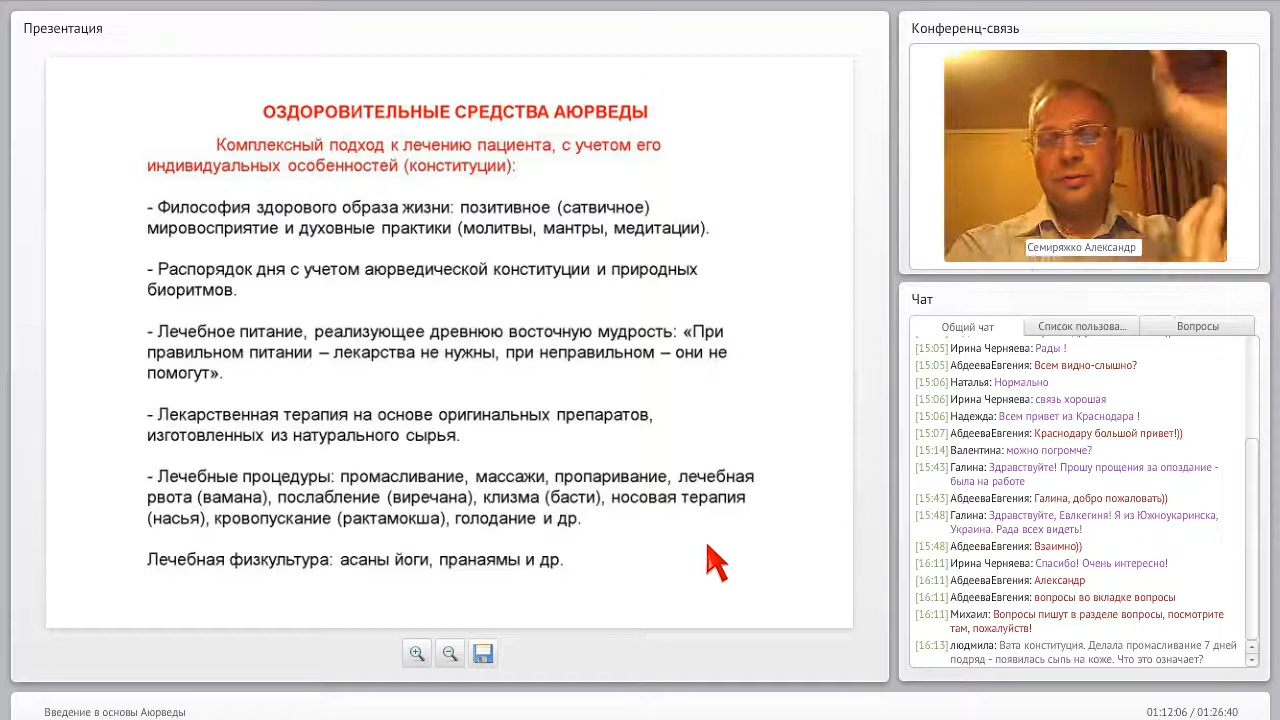 Презентация
ОЗДОРОВИТЕЛЬНЫЕ СРЕДСТВА АЮРВЕДЫ
Комплексный подход к лечению пациента, с учетом его
индивидуальных особенностей (конституции):
- Философия здорового образа жизни: позитивное (сатвичное)
мировосприятие и духовные практики (молитвы, мантры, медитации).
- Распорядок дня с учетом аюрведической конституции и природных
биоритмов.
- Лечебное питание, реализующее древнюю восточную мудрость: «При
правильном питании – лекарства не нужны, при неправильном – они не
помогут».
- Лекарственная терапия на основе оригинальных препаратов,
изготовленных из натурального сырья.
- Лечебные процедуры: промасливание, массажи, пропаривание, лечебная
рвота (вамана), послабление (виречана), клизма (басти), носовая терапия
(насья), кровопускание (рактамокша), голодание и др.
Лечебная физкультура: асаны йоги, пранаямы и др.
Конференц-связь
Семиряжко Александр
Чат
Общий чат
Список пользова...
Вопросы
[15:05] Ирина Черняева: Рады !
[15:05] АбдееваЕвгения: Всем видно-слышно?
[15:06] Наталья: Нормально
[15:06] Ирина Черняева: связь хорошая
[15:06] Надежда: Всем привет из Краснодара !
[15:07] АбдееваЕвгения: Краснодару большой привет!))
[15:14] Валентина: можно погромче?
[15:43] Галина: Здравствуйте! Прошу прощения за опоздание -
была на работе
[15:43] АбдееваЕвгения: Галина, добро пожаловать))
[15:48] Галина: Здравствуйте, Евлкегиня! Я из Южноукаринска,
Украина. Рада всех видеть!
[15:48] АбдееваЕвгения: Взаимно))
[16:11] Ирина Черняева: Спасибо! Очень интересно!
[16:11] АбдееваЕвгения: Александр
[16:11] АбдееваЕвгения: вопросы во вкладке вопросы
[16:11] Михаил: Вопросы пишут в разделе вопросы, посмотрите
там, пожалуйств!
[16:13] людмила: Вата конституция. Делала промасливание 7 дней
подряд - появилась сыпь на коже. Что это означает?
Введение в основы Аюрведы
01:12:06 / 01:26:40